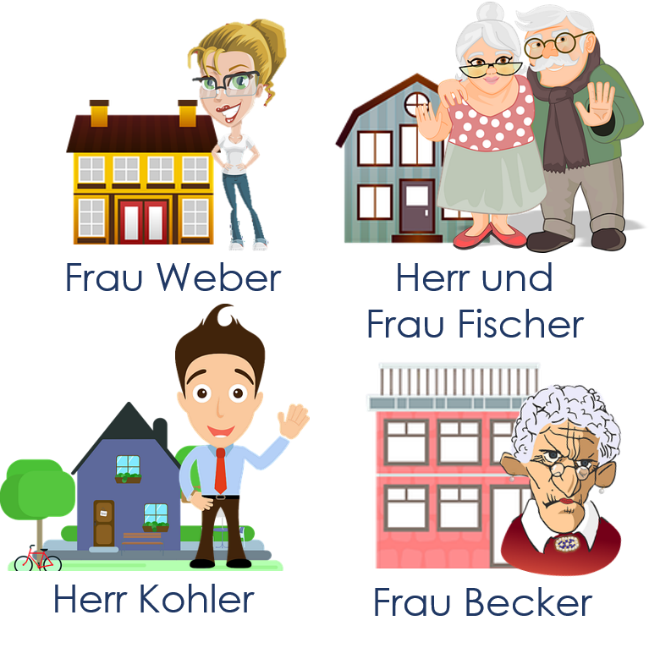 Frau Weber
Herr und
Frau Fischer
Herr Kohler
Frau Becker